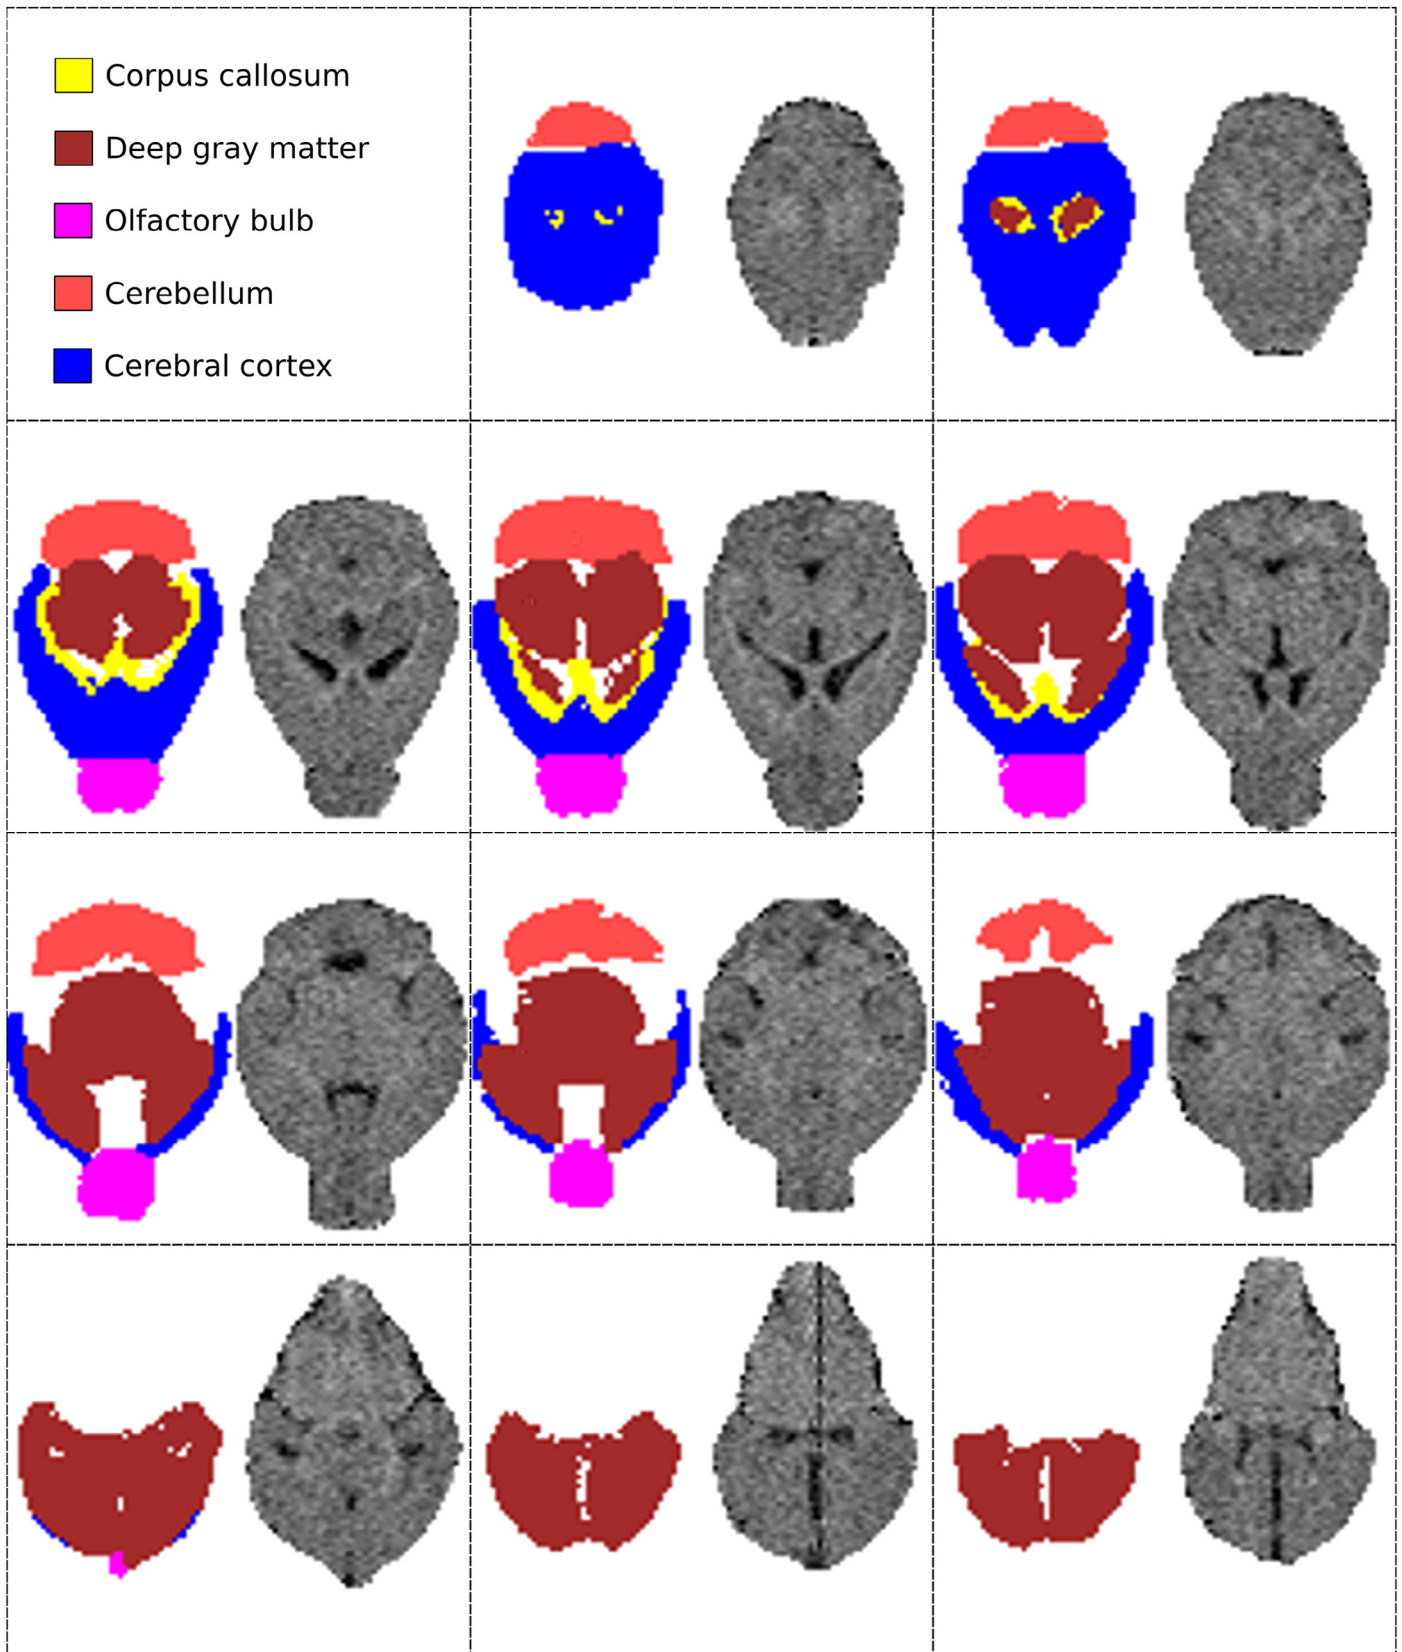 Corpus callosum
Deep gray matter
Olfactory bulb
Cerebellum
Cerebral cortex